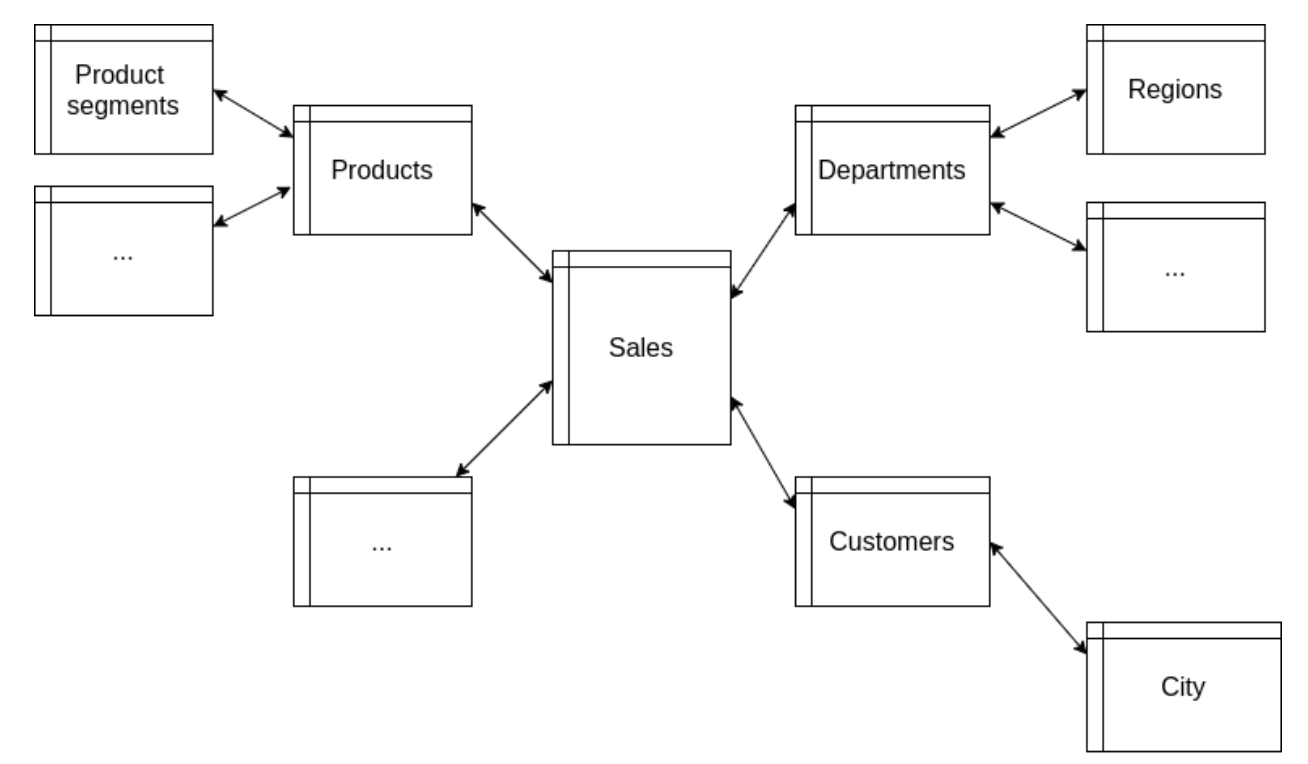 Product
segments
Regions
Products
Departments
...
...
Sales
...
Customers
City